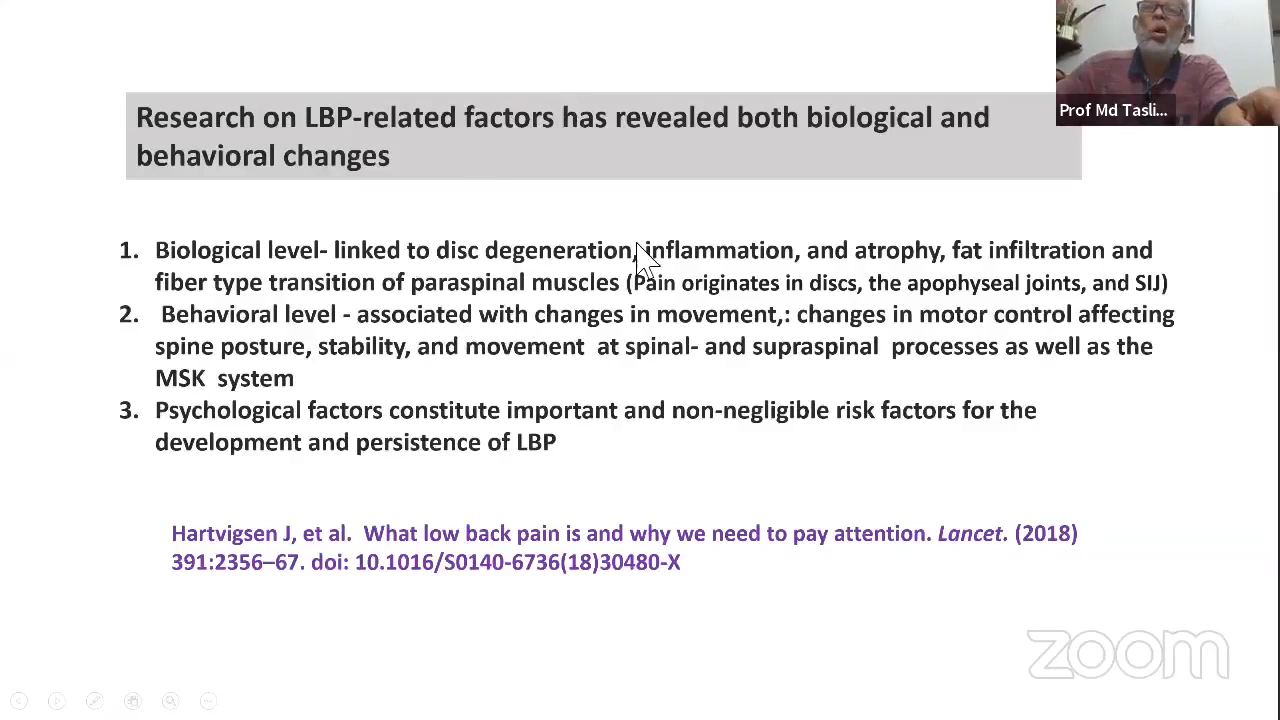 Prof Md Tasli...
Research on LBP-related factors has revealed both biological and
behavioral changes
1. Biological level- linked to disc degeneration, inflammation, and atrophy, fat infiltration and
fiber type transition of paraspinal muscles (Pain originates in discs, the apophyseal joints, and SIJ)
2. Behavioral level - associated with changes in movement,: changes in motor control affecting
spine posture, stability, and movement at spinal- and supraspinal processes as well as the
MSK system
3. Psychological factors constitute important and non-negligible risk factors for the
development and persistence of LBP
Hartvigsen J, et al. What low back pain is and why we need to pay attention. Lancet. (2018)
391:2356–67. doi: 10.1016/S0140-6736(18)30480-X
zoom